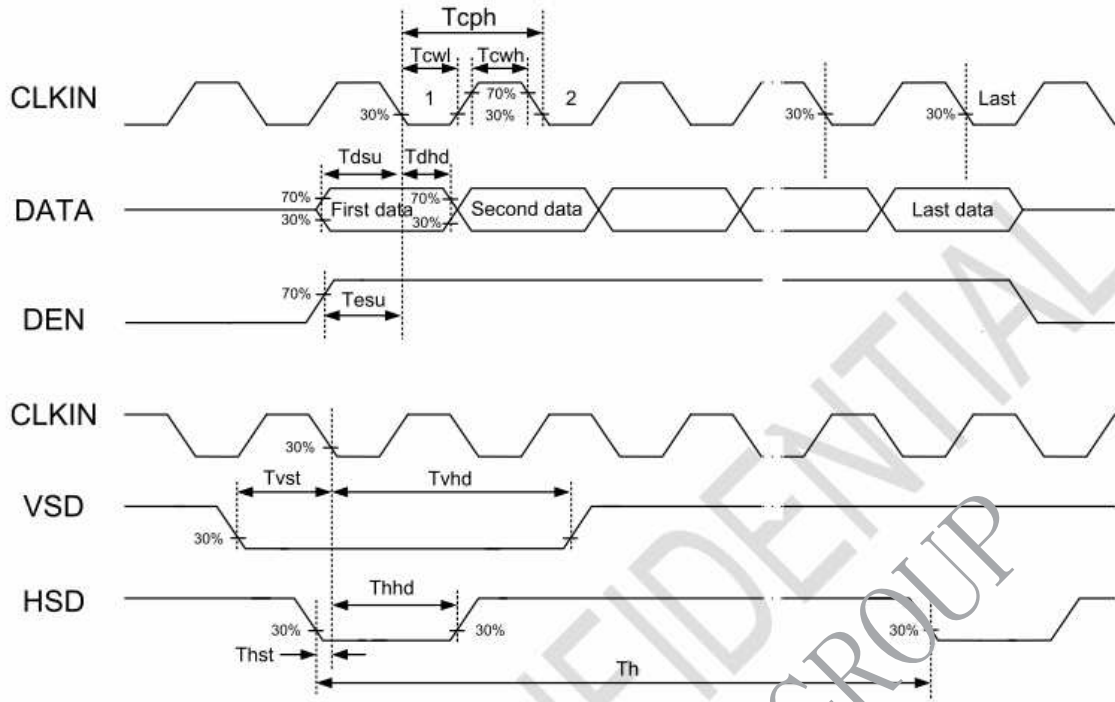 Tcph
Tcwl Tcwh
CLKIN 30% 1 70% 30% 2 30% 30% Last
Tdsu Tdhd
DATA 70% 30% First data 70% 30% Second data Last data
DEN 70% Tesu
CLKIN 30%
Tvst Tvhd
VSD 30%
HSD 30% Thhd 30% 30%
Thst
Th
GROUP